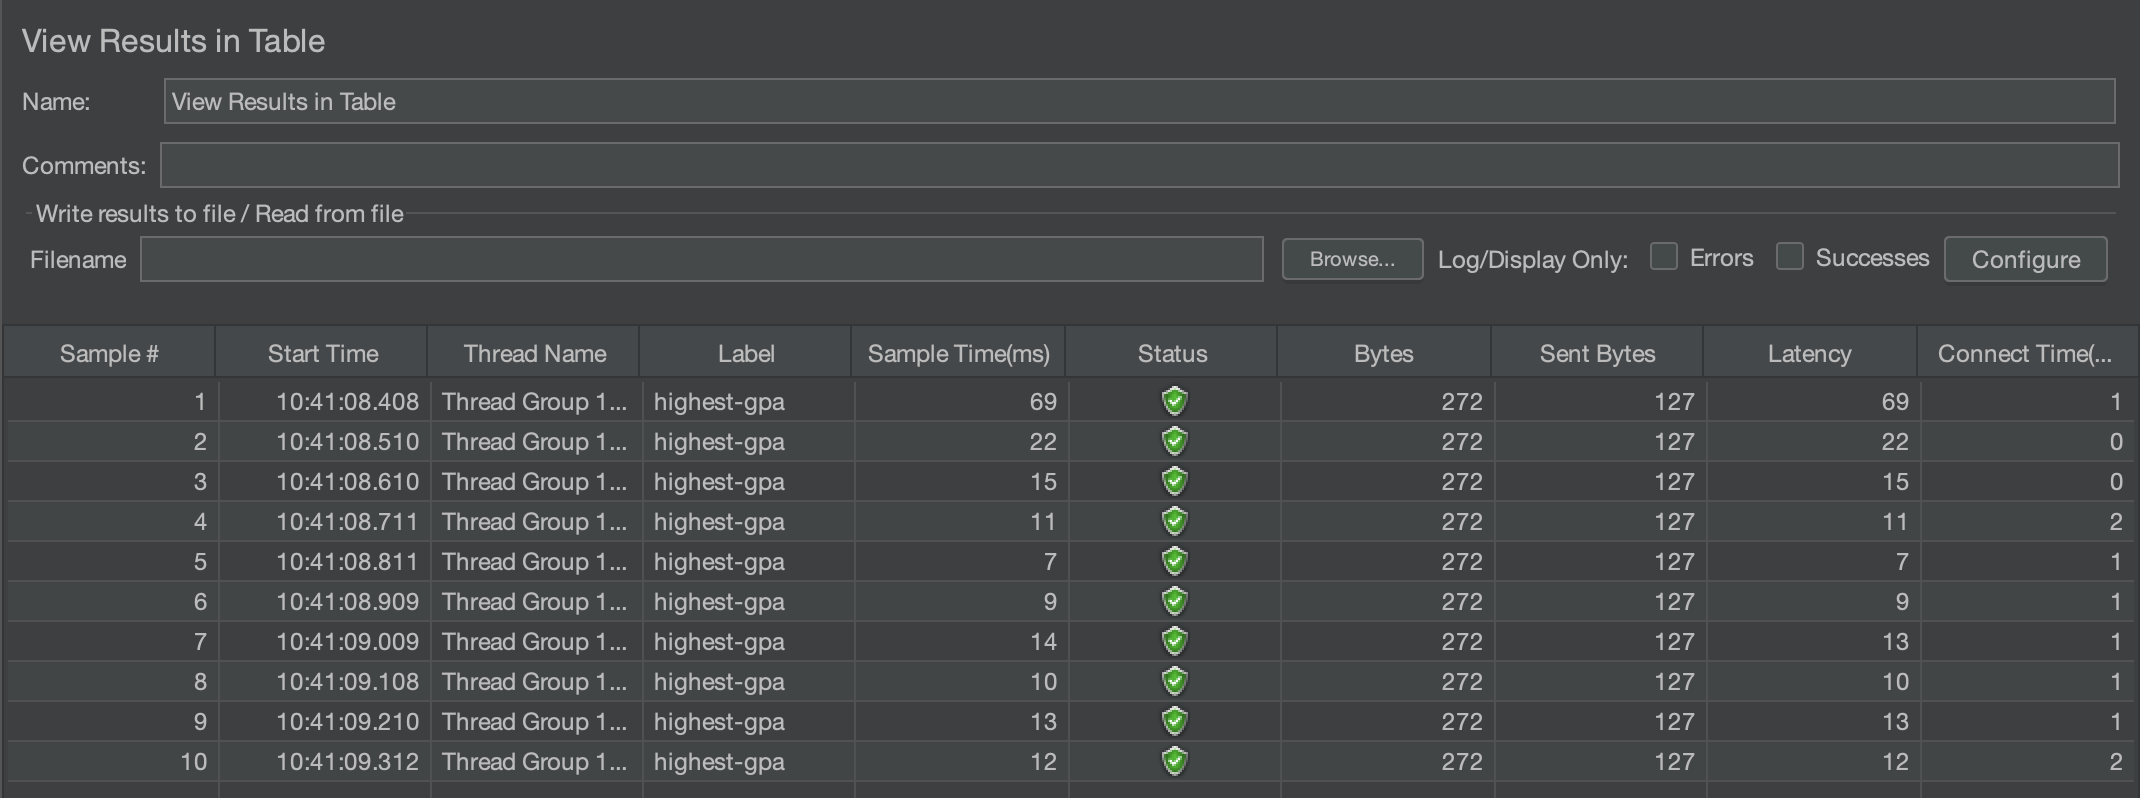 View Results in Table
Name: View Results in Table
Comments:
Write results to file / Read from file
Filename Browse... Log/Display Only: Errors Successes Configure
Sample # Start Time Thread Name Label Sample Time(ms) Status Bytes Sent Bytes Latency Connect Time(...
1 10:41:08.408 Thread Group 1... highest-gpa 69 272 127 69 1
2 10:41:08.510 Thread Group 1... highest-gpa 22 272 127 22 0
3 10:41:08.610 Thread Group 1... highest-gpa 15 272 127 15 0
4 10:41:08.711 Thread Group 1... highest-gpa 11 272 127 11 2
5 10:41:08.811 Thread Group 1... highest-gpa 7 272 127 7 1
6 10:41:08.909 Thread Group 1... highest-gpa 9 272 127 9 1
7 10:41:09.009 Thread Group 1... highest-gpa 14 272 127 13 1
8 10:41:09.108 Thread Group 1... highest-gpa 10 272 127 10 1
9 10:41:09.210 Thread Group 1... highest-gpa 13 272 127 13 1
10 10:41:09.312 Thread Group 1... highest-gpa 12 272 127 12 2